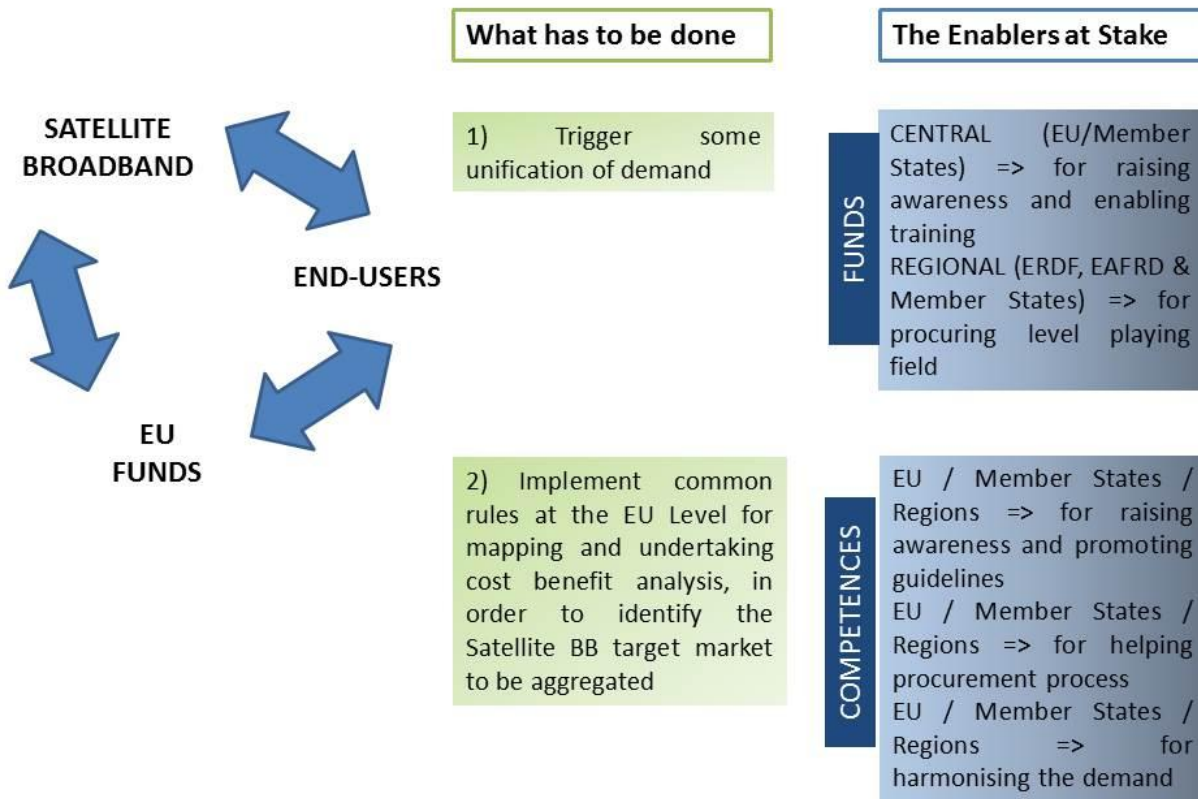 What has to be done
The Enablers at Stake
SATELLITE
BROADBAND
END-USERS
EU
FUNDS
1) Trigger some
unification of demand
FUNDS
CENTRAL (EU/Member
States) => for raising
awareness and enabling
training
REGIONAL (ERDF, EAFRD &
Member States) => for
procuring level playing
field
2) Implement common
rules at the EU Level for
mapping and undertaking
cost benefit analysis, in
order to identify the
Satellite BB target market
to be aggregated
COMPETENCES
EU / Member States /
Regions => for raising
awareness and promoting
guidelines
EU / Member States /
Regions => for helping
procurement process
EU / Member States /
Regions => for
harmonising the demand